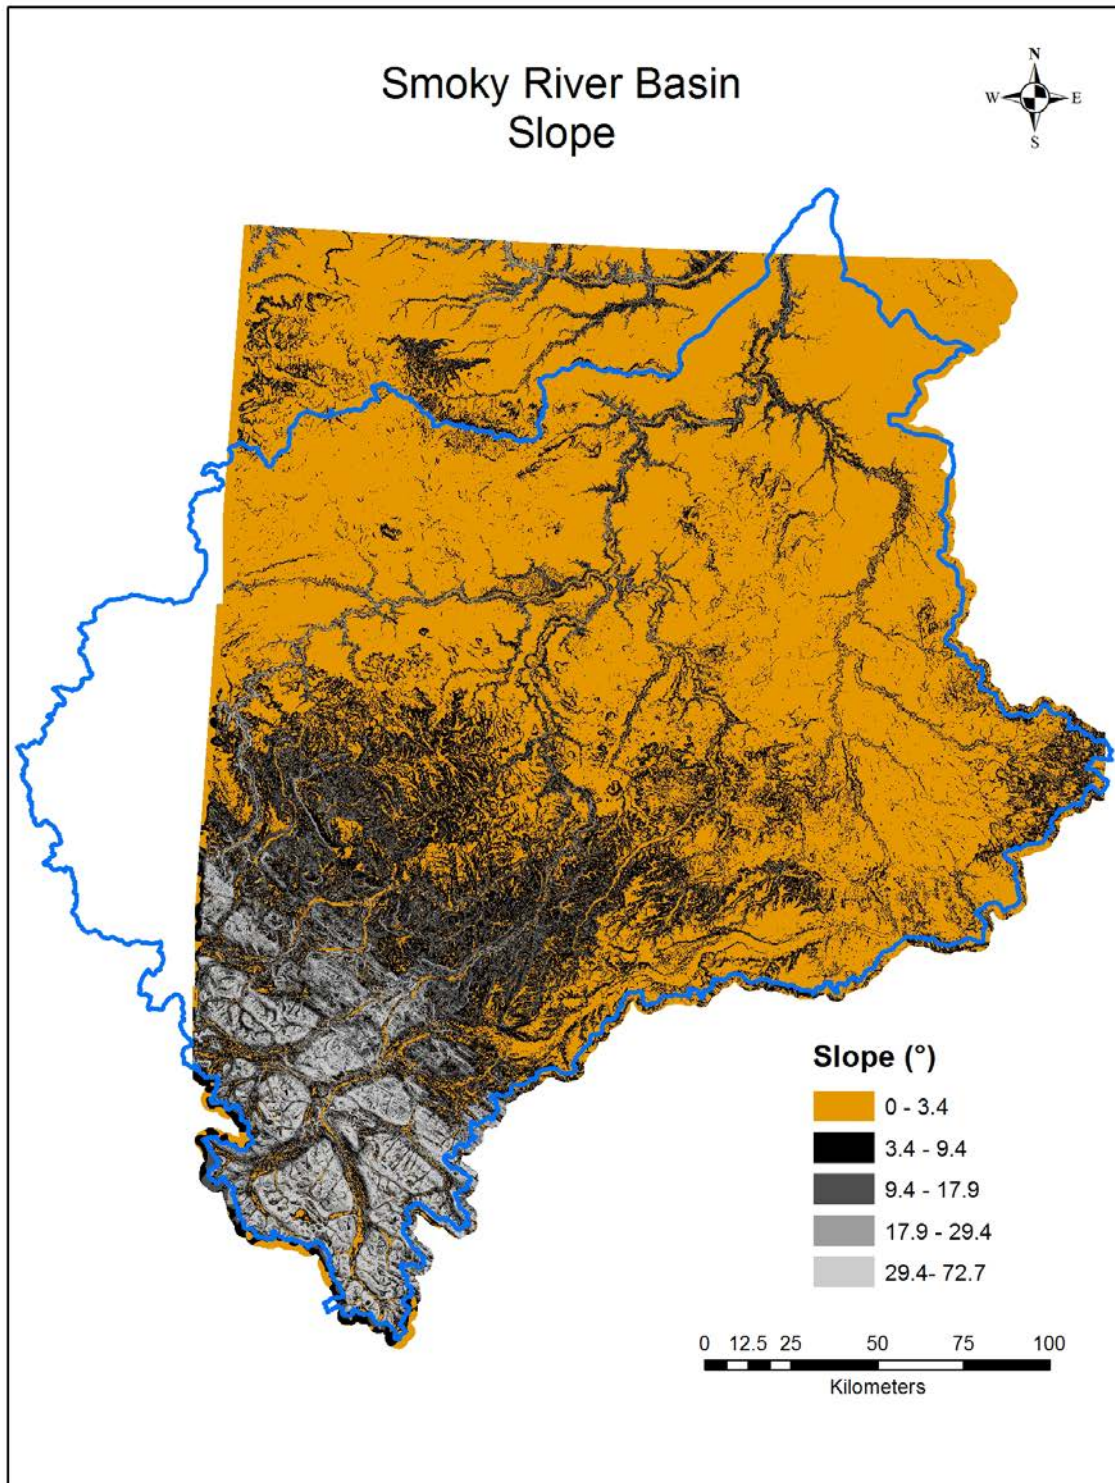 Smoky River Basin
Slope
N
W E
S
Slope (°)
0 - 3.4
3.4 - 9.4
9.4 - 17.9
17.9 - 29.4
29.4- 72.7
0 12.5 25 50 75 100
Kilometers